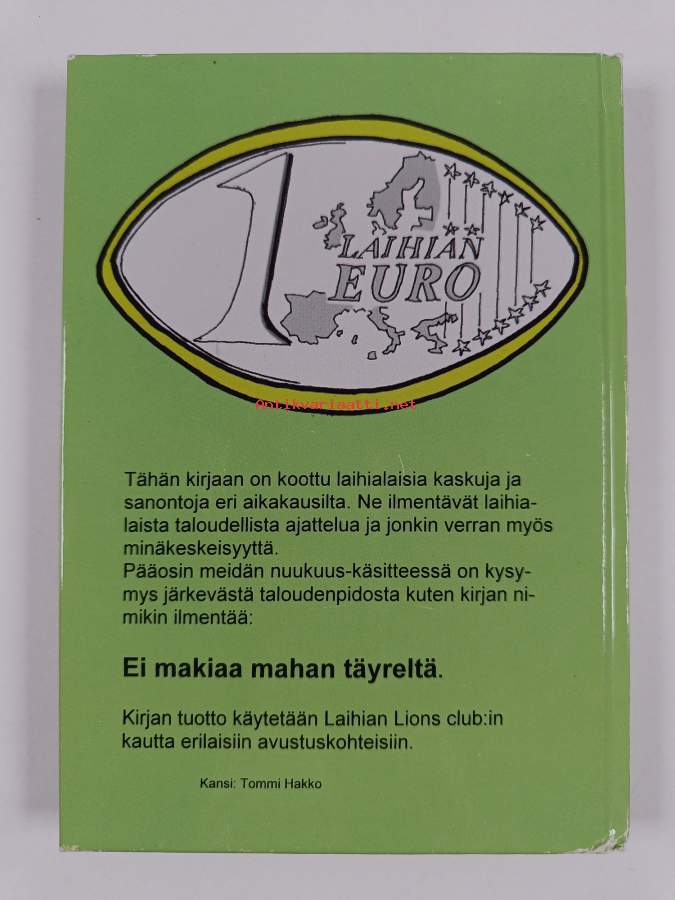 1
LAIHIAN
EURO
Antikvariaatti.net
Tähän kirjaan on koottu laihialaisia kaskuja ja
sanontoja eri aikakausilta. Ne ilmentävät laihia-
laista taloudellista ajattelua ja jonkin verran myös
minäkeskeisyyttä.
Pääosin meidän nuukuus-käsitteessä on kysy-
mys järkevästä taloudenpidosta kuten kirjan ni-
mikin ilmentää:
Ei makiaa mahan täyreltä.
Kirjan tuotto käytetään Laihian Lions club:in
kautta erilaisiin avustuskohteisiin.
Kansi: Tommi Hakko